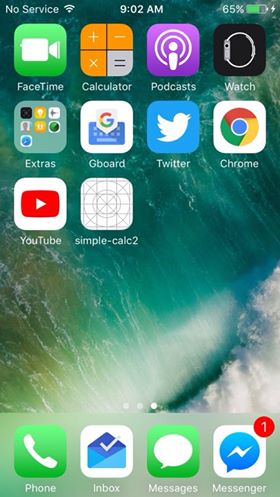 No Service 9:02 AM 65%
FaceTime Calculator Podcasts Watch
Extras Gboard Twitter Chrome
YouTube simple-calc2
1
Phone Inbox Messages Messenger